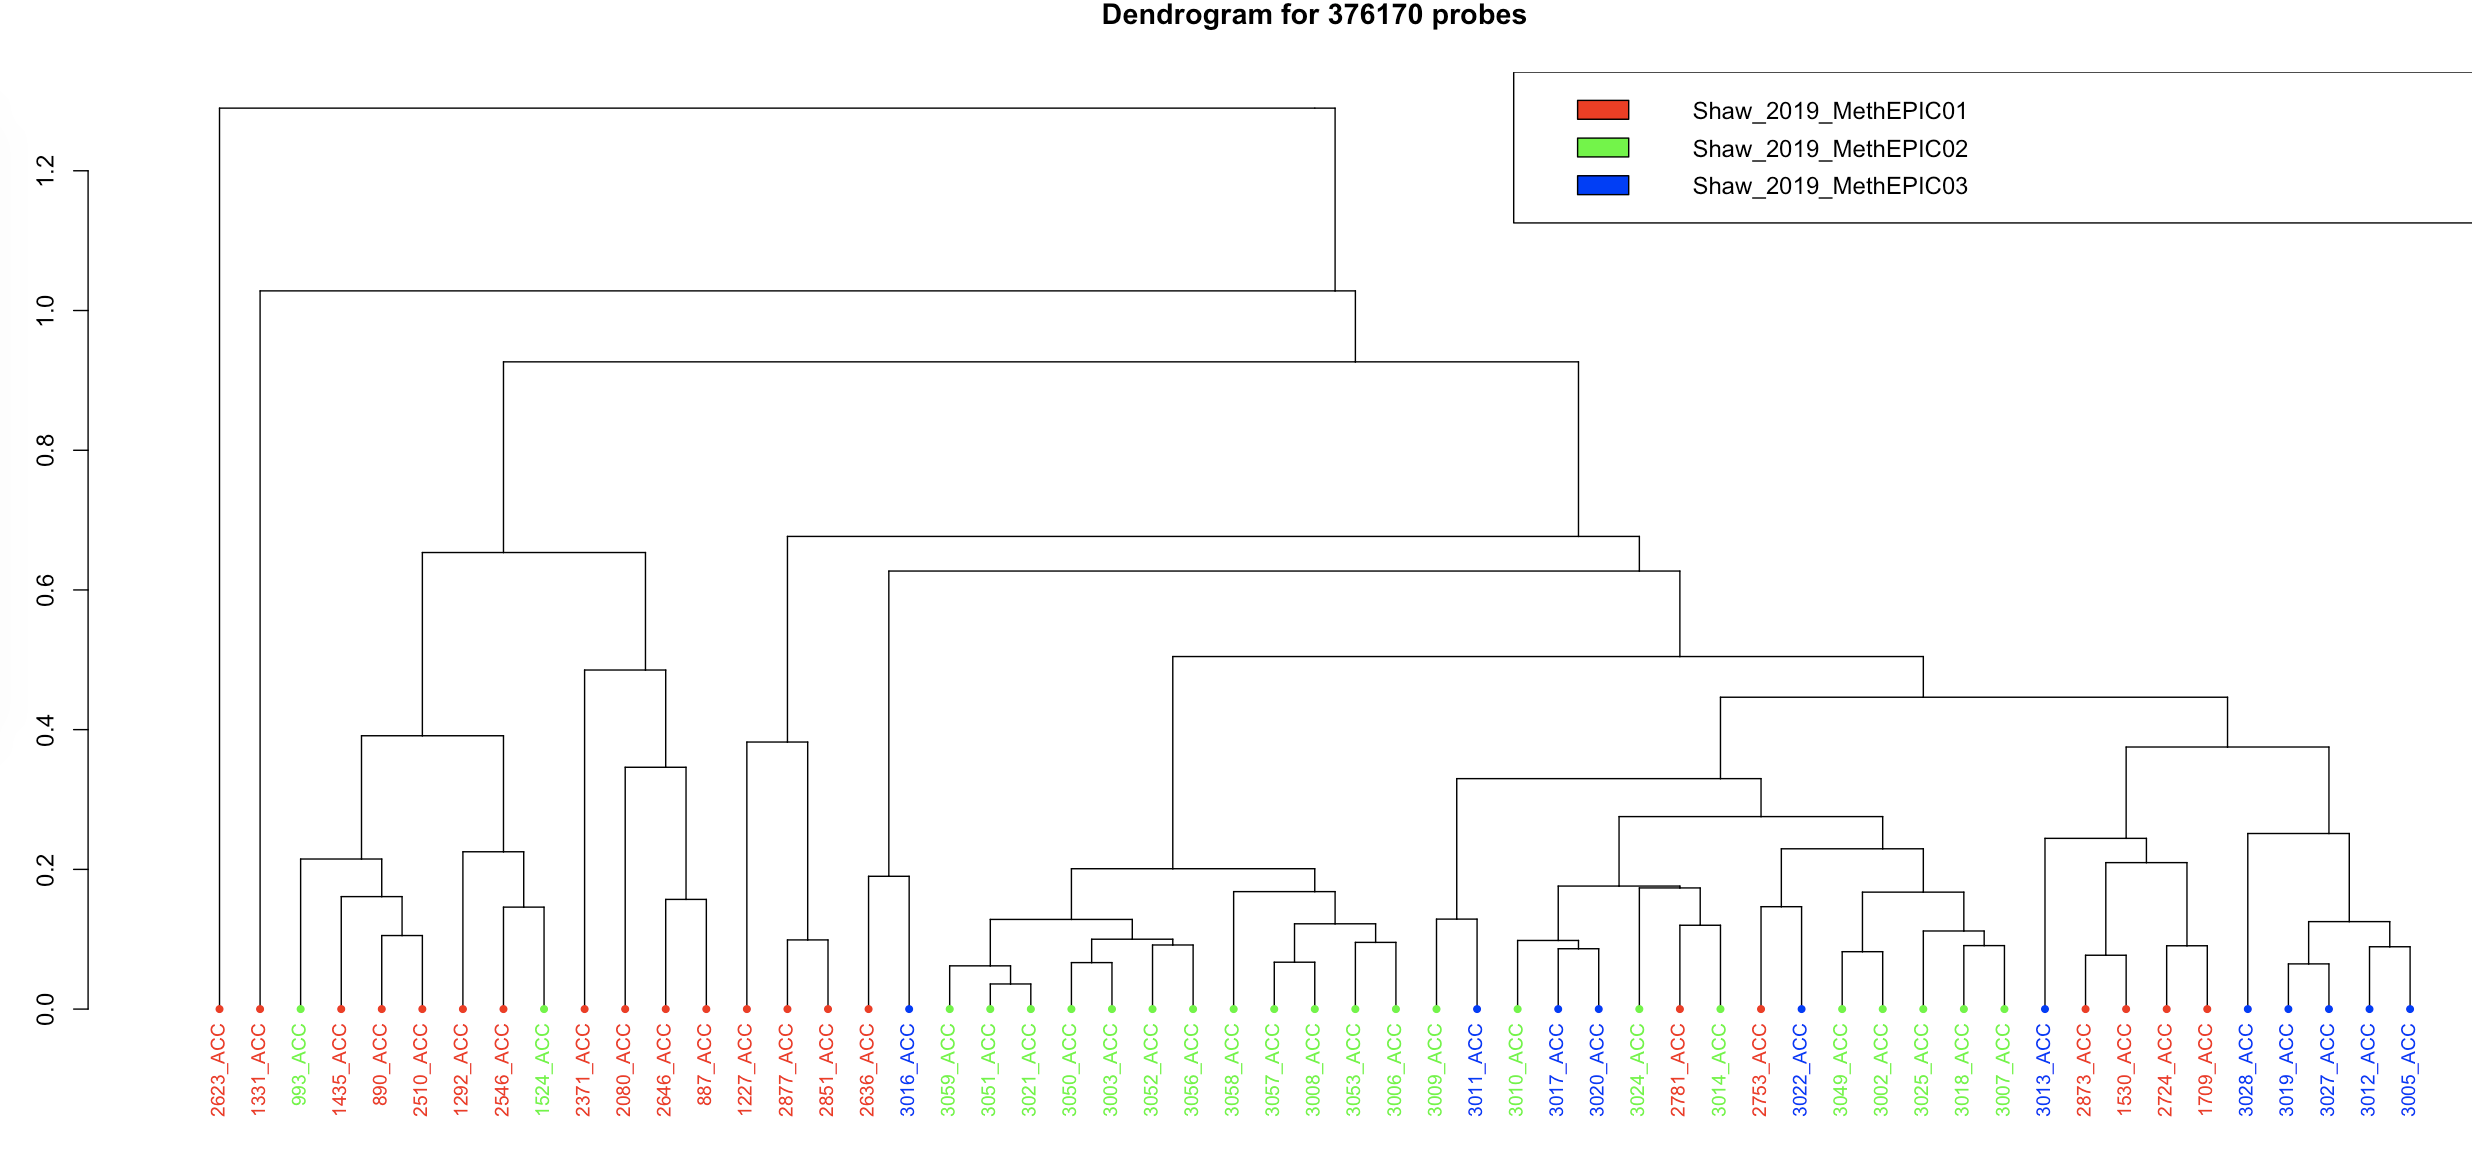 Dendrogram for 376170 probes
Shaw_2019_MethEPIC01
Shaw_2019_MethEPIC02
Shaw_2019_MethEPIC03
1.2
1.0
0.8
0.6
0.4
0.2
0.0
2623_ACC
1331_ACC
993_ACC
1435_ACC
890_ACC
2510_ACC
1292_ACC
2546_ACC
1524_ACC
2371_ACC
2080_ACC
2646_ACC
887_ACC
1227_ACC
2877_ACC
2851_ACC
2636_ACC
3016_ACC
3059_ACC
3051_ACC
3021_ACC
3050_ACC
3003_ACC
3052_ACC
3056_ACC
3058_ACC
3057_ACC
3008_ACC
3053_ACC
3006_ACC
3009_ACC
3011_ACC
3010_ACC
3017_ACC
3020_ACC
3024_ACC
2781_ACC
3014_ACC
2753_ACC
3022_ACC
3049_ACC
3002_ACC
3025_ACC
3018_ACC
3007_ACC
3013_ACC
2873_ACC
1530_ACC
2724_ACC
1709_ACC
3028_ACC
3019_ACC
3027_ACC
3012_ACC
3005_ACC